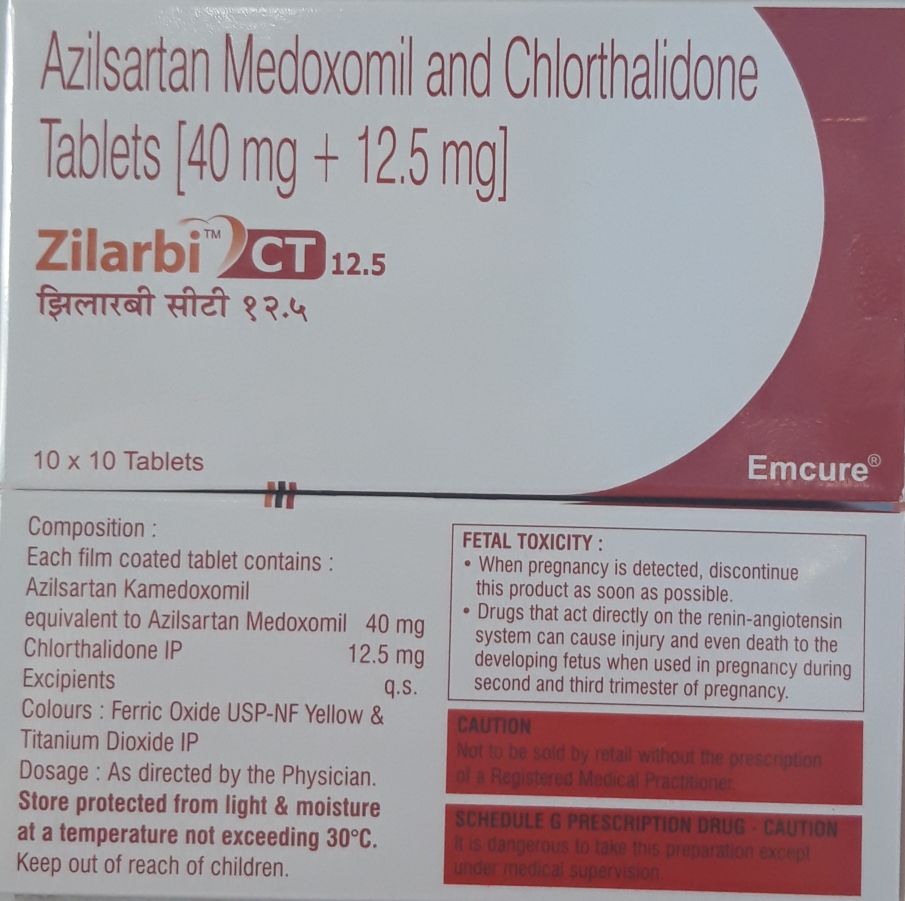 Azilsartan Medoxomil and Chlorthalidone
Tablets [40 mg + 12.5 mg]
Zilarbi™ CT 12.5
झिलारबी सीटी १२.५
10 x 10 Tablets
Emcure®
Composition :
Each film coated tablet contains :
Azilsartan Kamedoxomil
equivalent to Azilsartan Medoxomil 40 mg
Chlorthalidone IP 12.5 mg
Excipients q.s.
Colours : Ferric Oxide USP-NF Yellow &
Titanium Dioxide IP
Dosage : As directed by the Physician.
Store protected from light & moisture
at a temperature not exceeding 30°C.
Keep out of reach of children.
FETAL TOXICITY :
• When pregnancy is detected, discontinue
this product as soon as possible.
• Drugs that act directly on the renin-angiotensin
system can cause injury and even death to the
developing fetus when used in pregnancy during
second and third trimester of pregnancy.
CAUTION
Not to be sold by retail without the prescription
of a Registered Medical Practitioner.
SCHEDULE G PRESCRIPTION DRUG - CAUTION
It is dangerous to take this preparation except
under medical supervision.